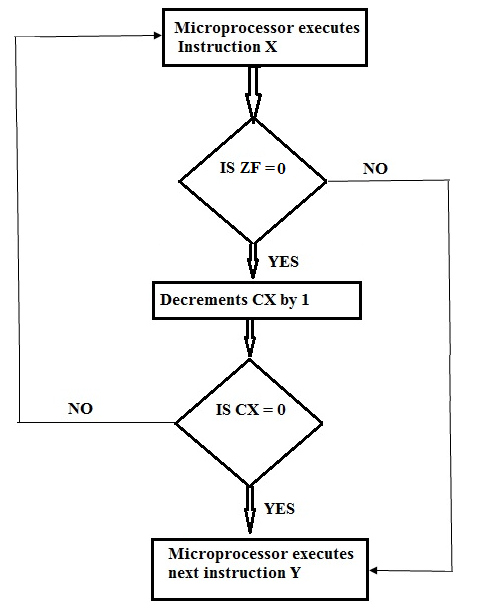 Microprocessor executes
Instruction X
IS ZF =0
NO
YES
Decrements CX by 1
IS CX = 0
NO
YES
Microprocessor executes
next instruction Y